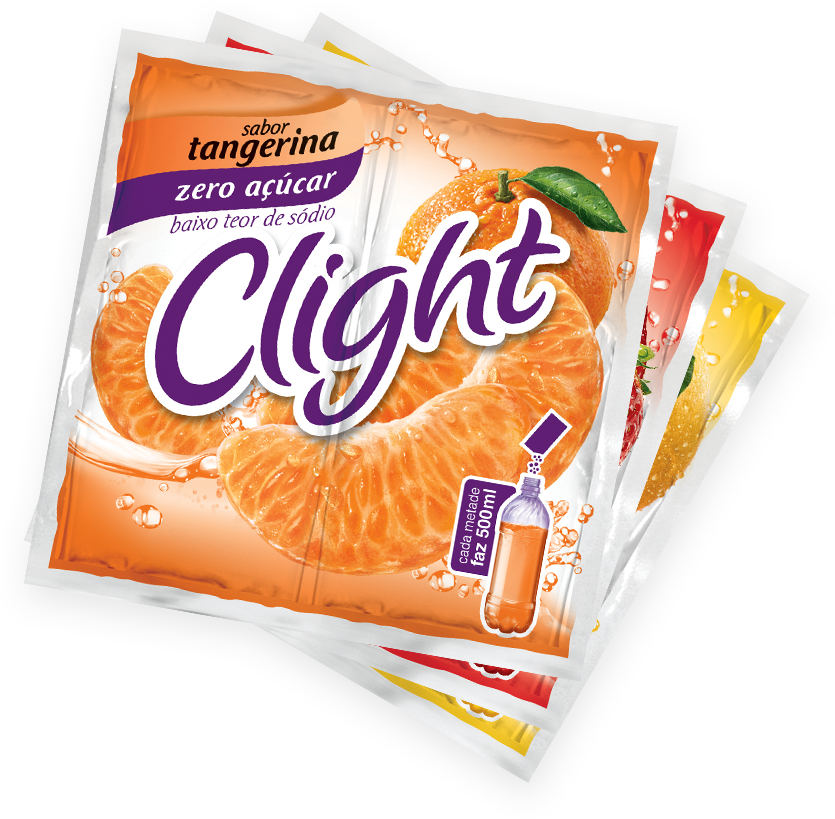 sabor
tangerina
zero açúcar
baixo teor de sódio
Clight
cada metade
faz 500ml